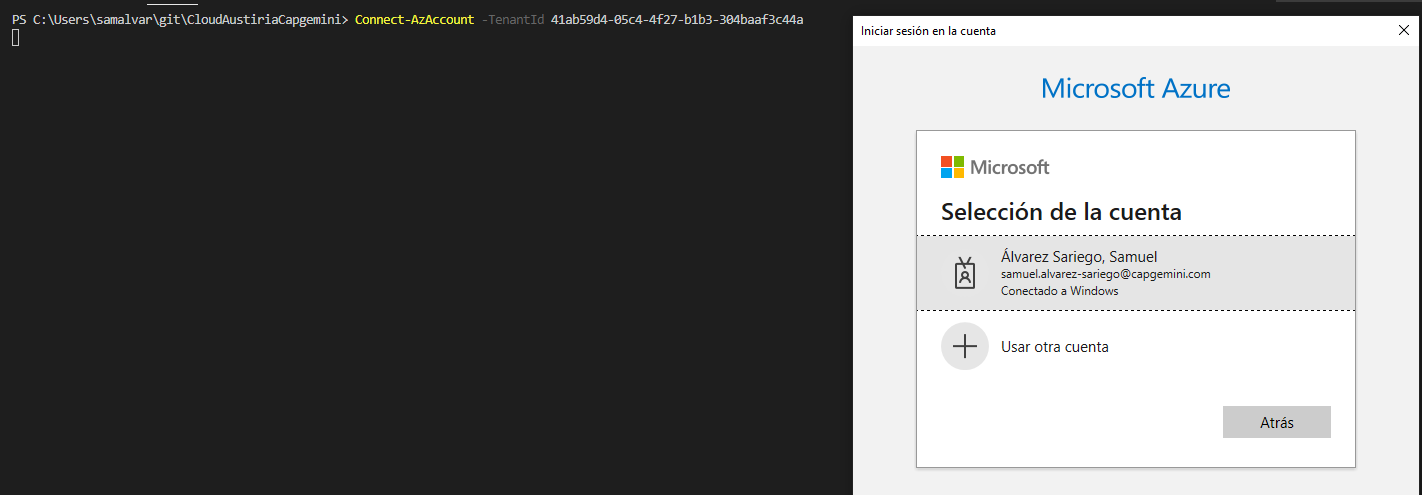 PS C:\Users\samalvar\git\CloudAustiriaCapgemini> Connect-AzAccount -TenantId 41ab59d4-05c4-4f27-b1b3-304baaf3c44a
Iniciar sesión en la cuenta
Microsoft Azure
Microsoft
Selección de la cuenta
Álvarez Sariego, Samuel
samuel.alvarez-sariego@capgemini.com
Conectado a Windows
Usar otra cuenta
Atrás